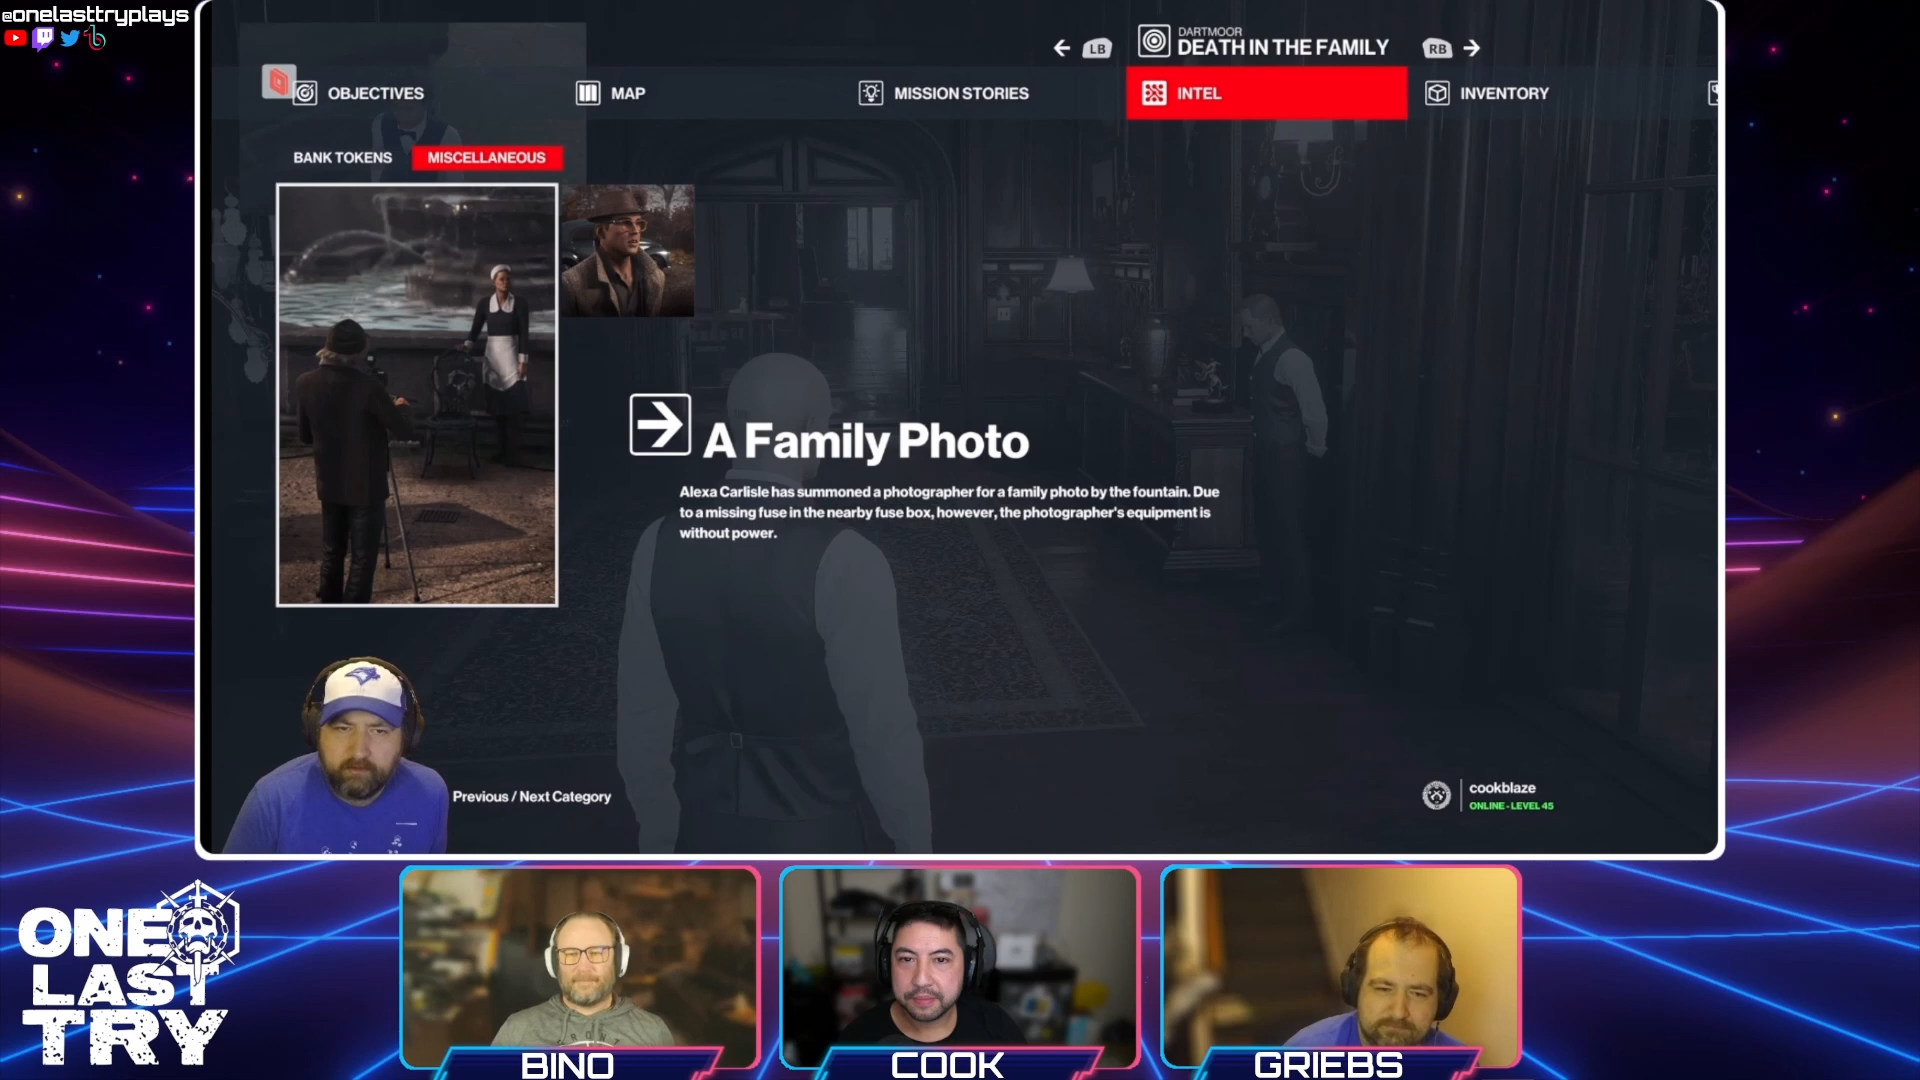 @onelasttryplays
LB
DARTMOOR
DEATH IN THE FAMILY
RB
OBJECTIVES
MAP
MISSION STORIES
INTEL
INVENTORY
BANK TOKENS
MISCELLANEOUS
A Family Photo
Alexa Carlisle has summoned a photographer for a family photo by the fountain. Due
to a missing fuse in the nearby fuse box, however, the photographer's equipment is
without power.
Previous / Next Category
cookblaze
ONLINE - LEVEL 45
ONE
LAST
TRY
BINO
COOK
GRIEBS